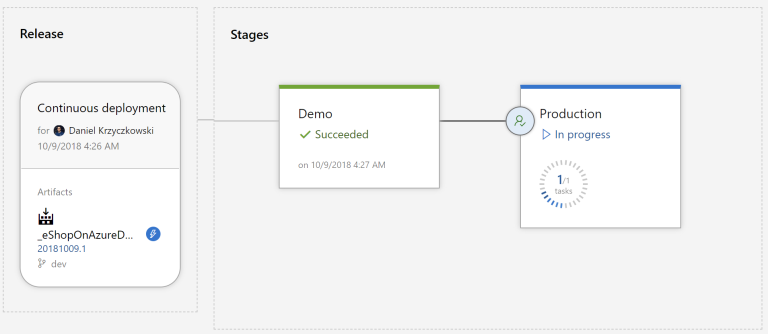 Release
Continuous deployment
for Daniel Krzyczkowski
10/9/2018 4:26 AM
Artifacts
_eShopOnAzureD...
20181009.1
dev
Stages
Demo
Succeeded
on 10/9/2018 4:27 AM
Production
In progress
1/1
tasks